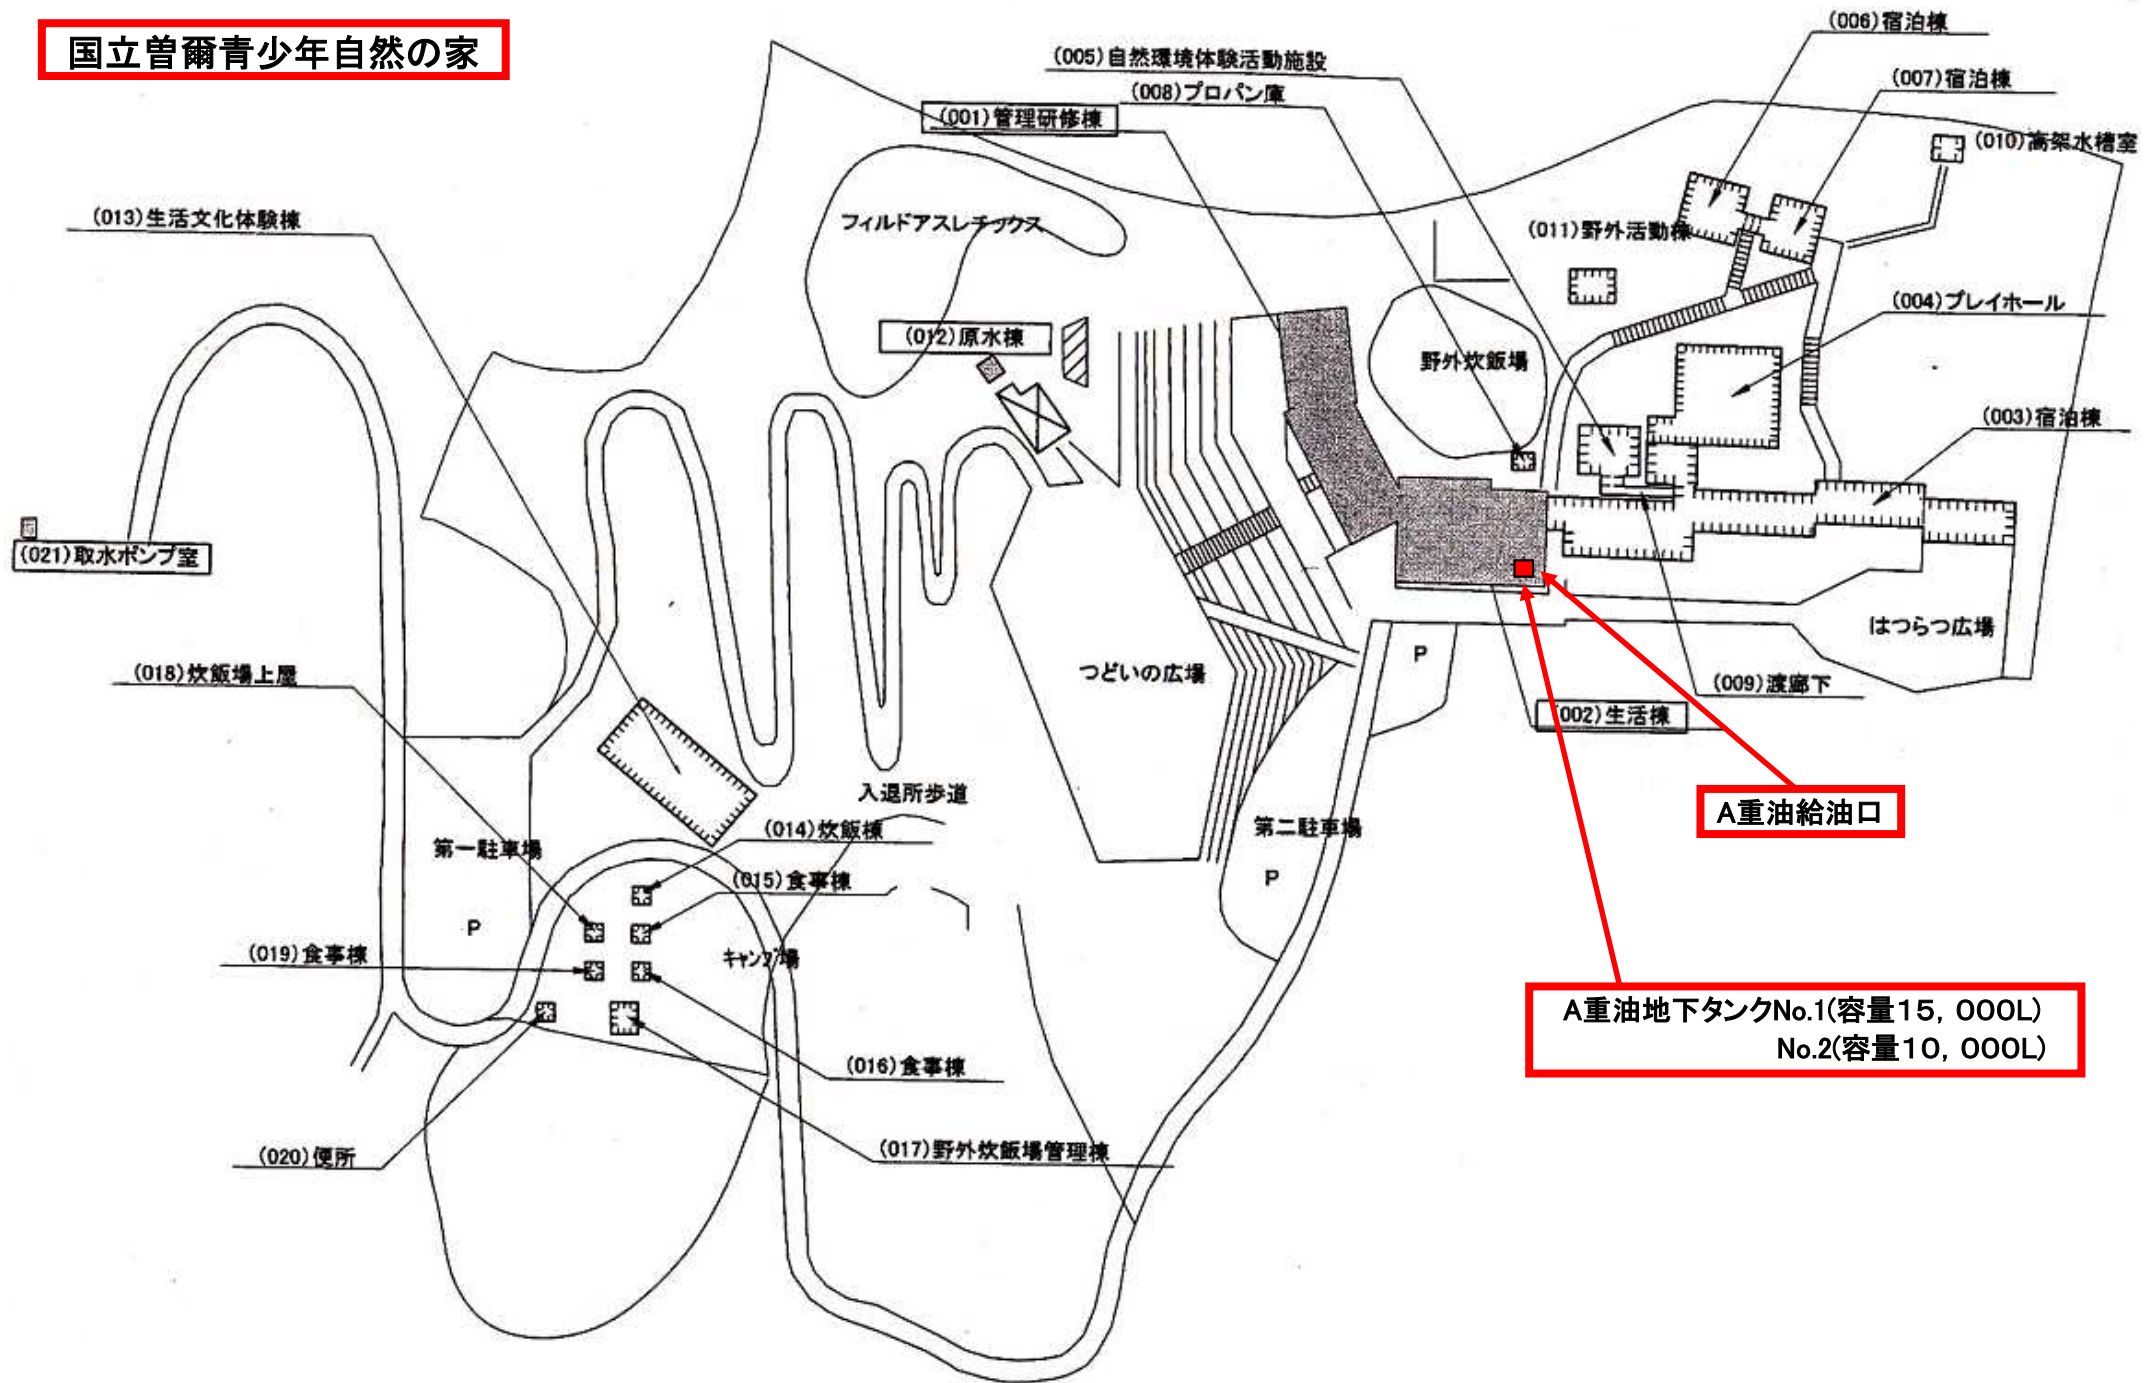 国立曽爾青少年自然の家
(006)宿泊棟
(005)自然環境体験活動施設
(007)宿泊棟
(008)プロパン庫
(001)管理研修棟
(010)高架水槽室
(013)生活文化体験棟
フィルドアスレチックス
(011)野外活動棟
(004)プレイホール
(012)原水棟
野外炊飯場
(003)宿泊棟
(021)取水ポンプ室
はつらつ広場
P
つどいの広場
(018)炊飯場上屋
(009)渡廊下
(002)生活棟
入退所歩道
A重油給油口
(014)炊飯棟
第二駐車場
第一駐車場
(015)食事棟
P
P
(019)食事棟
キャンプ場
A重油地下タンクNo.1(容量15,000L)
No.2(容量10,000L)
(016)食事棟
(017)野外炊飯場管理棟
(020)便所